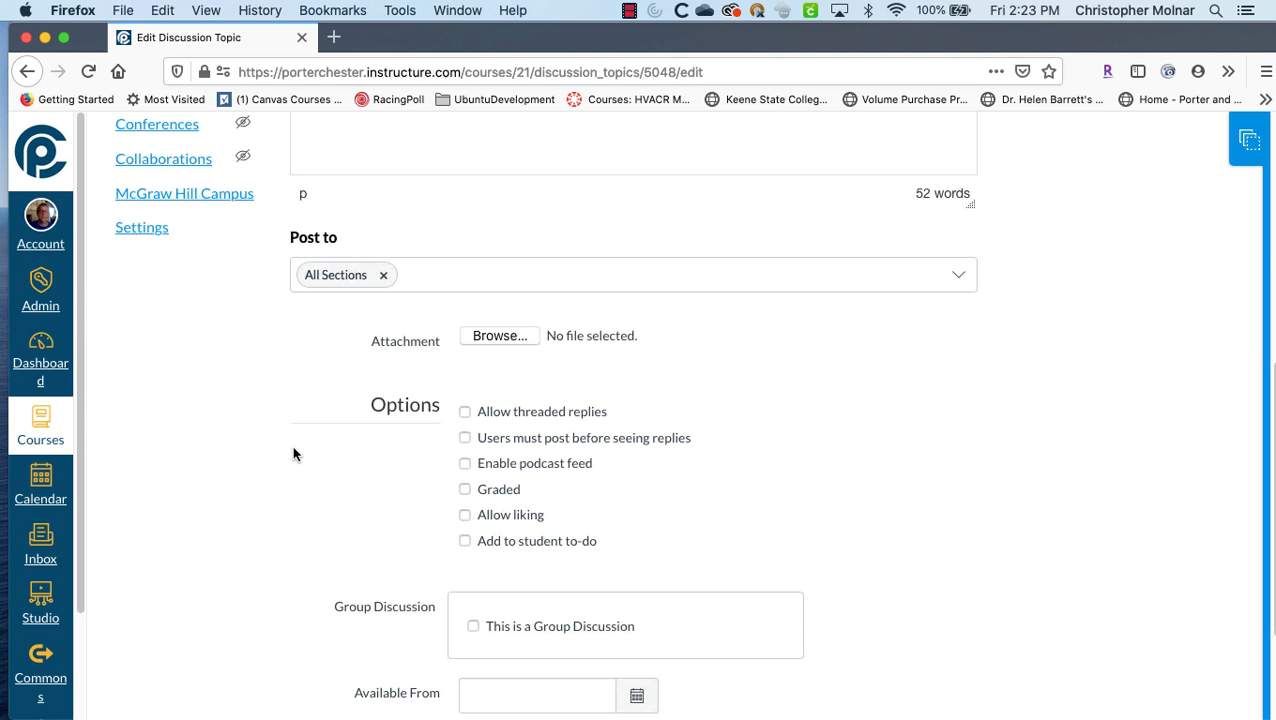 Firefox File Edit View History Bookmarks Tools Window Help 100% Fri 2:23 PM Christopher Molnar
Edit Discussion Topic
https://porterchester.instructure.com/courses/21/discussion_topics/5048/edit
Getting Started Most Visited (1) Canvas Courses ... RacingPoll UbuntuDevelopment Courses: HVACR M... Keene State Colleg... Volume Purchase Pr... Dr. Helen Barrett's ... Home - Porter and ...
Conferences
Collaborations
McGraw Hill Campus
Settings
Account
Admin
Dashboar
d
Courses
Calendar
Inbox
Studio
Common
s
p 52 words
Post to
All Sections
Attachment Browse... No file selected.
Options
Allow threaded replies
Users must post before seeing replies
Enable podcast feed
Graded
Allow liking
Add to student to-do
Group Discussion
This is a Group Discussion
Available From